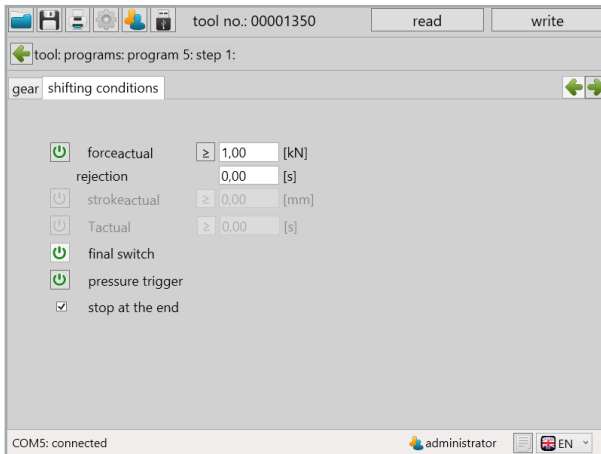 tool no.: 00001350 read write
tool: programs: program 5: step 1:
gear shifting conditions
forceactual ≥ 1,00 [kN]
rejection 0,00 [s]
strokeactual ≥ 0,00 [mm]
Tactual ≥ 0,00 [s]
final switch
pressure trigger
stop at the end
COM5: connected administrator EN